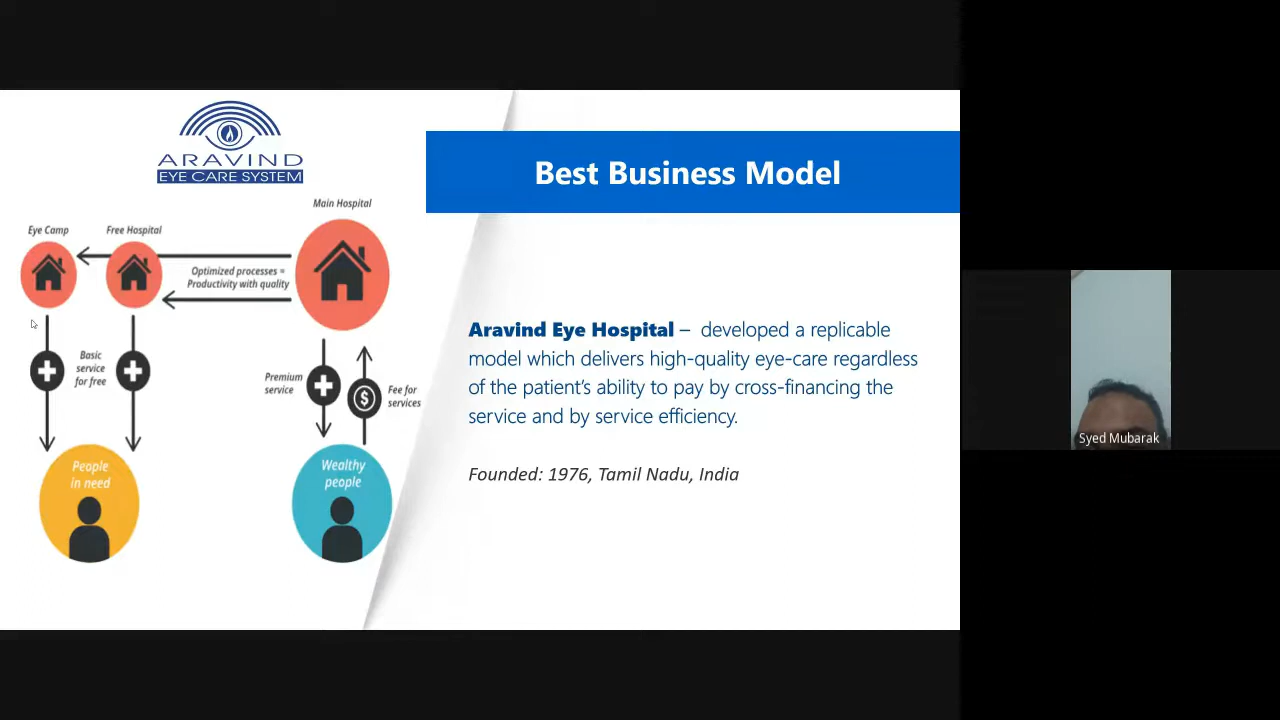 ARAVIND
EYE CARE SYSTEM
Best Business Model
Main Hospital
Eye Camp
Free Hospital
Optimized processes =
Productivity with quality
Basic
service
for free
Premium
service
$
Fee for
services
People
in need
Wealthy
people
Aravind Eye Hospital – developed a replicable
model which delivers high-quality eye-care regardless
of the patient's ability to pay by cross-financing the
service and by service efficiency.
Founded: 1976, Tamil Nadu, India
Syed Mubarak